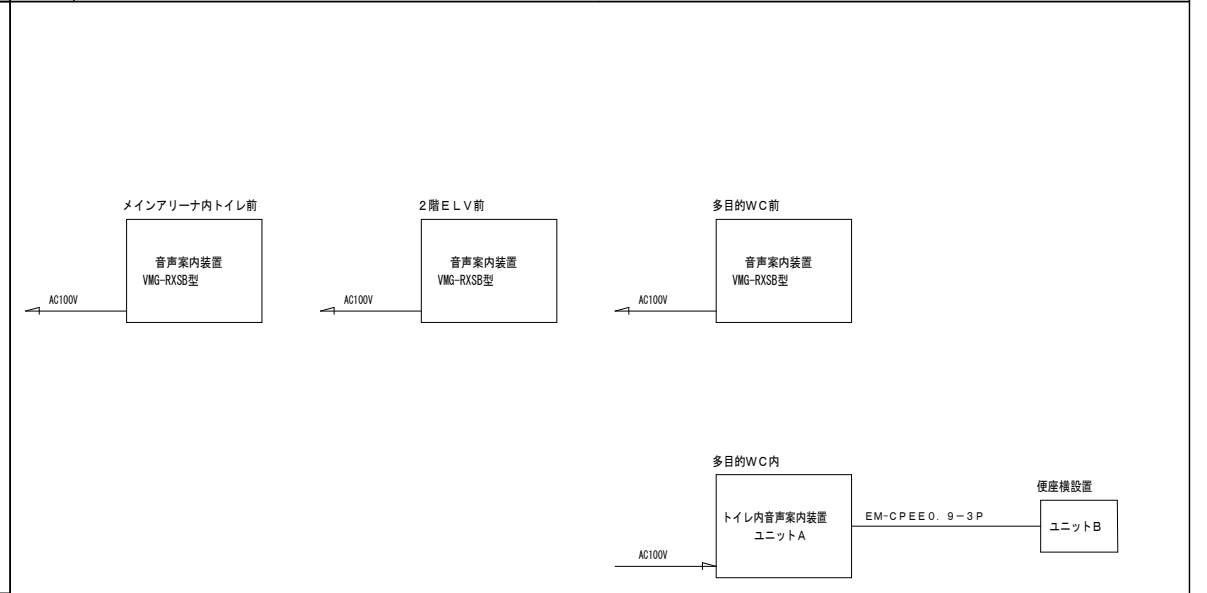 メインアリーナ内トイレ前
音声案内装置
VMG-RXSB型
AC100V
2階ELV前
音声案内装置
VMG-RXSB型
AC100V
多目的WC前
音声案内装置
VMG-RXSB型
AC100V
多目的WC内
トイレ内音声案内装置
ユニットA
AC100V
EM-CPEE0.9-3P
便座横設置
ユニットB